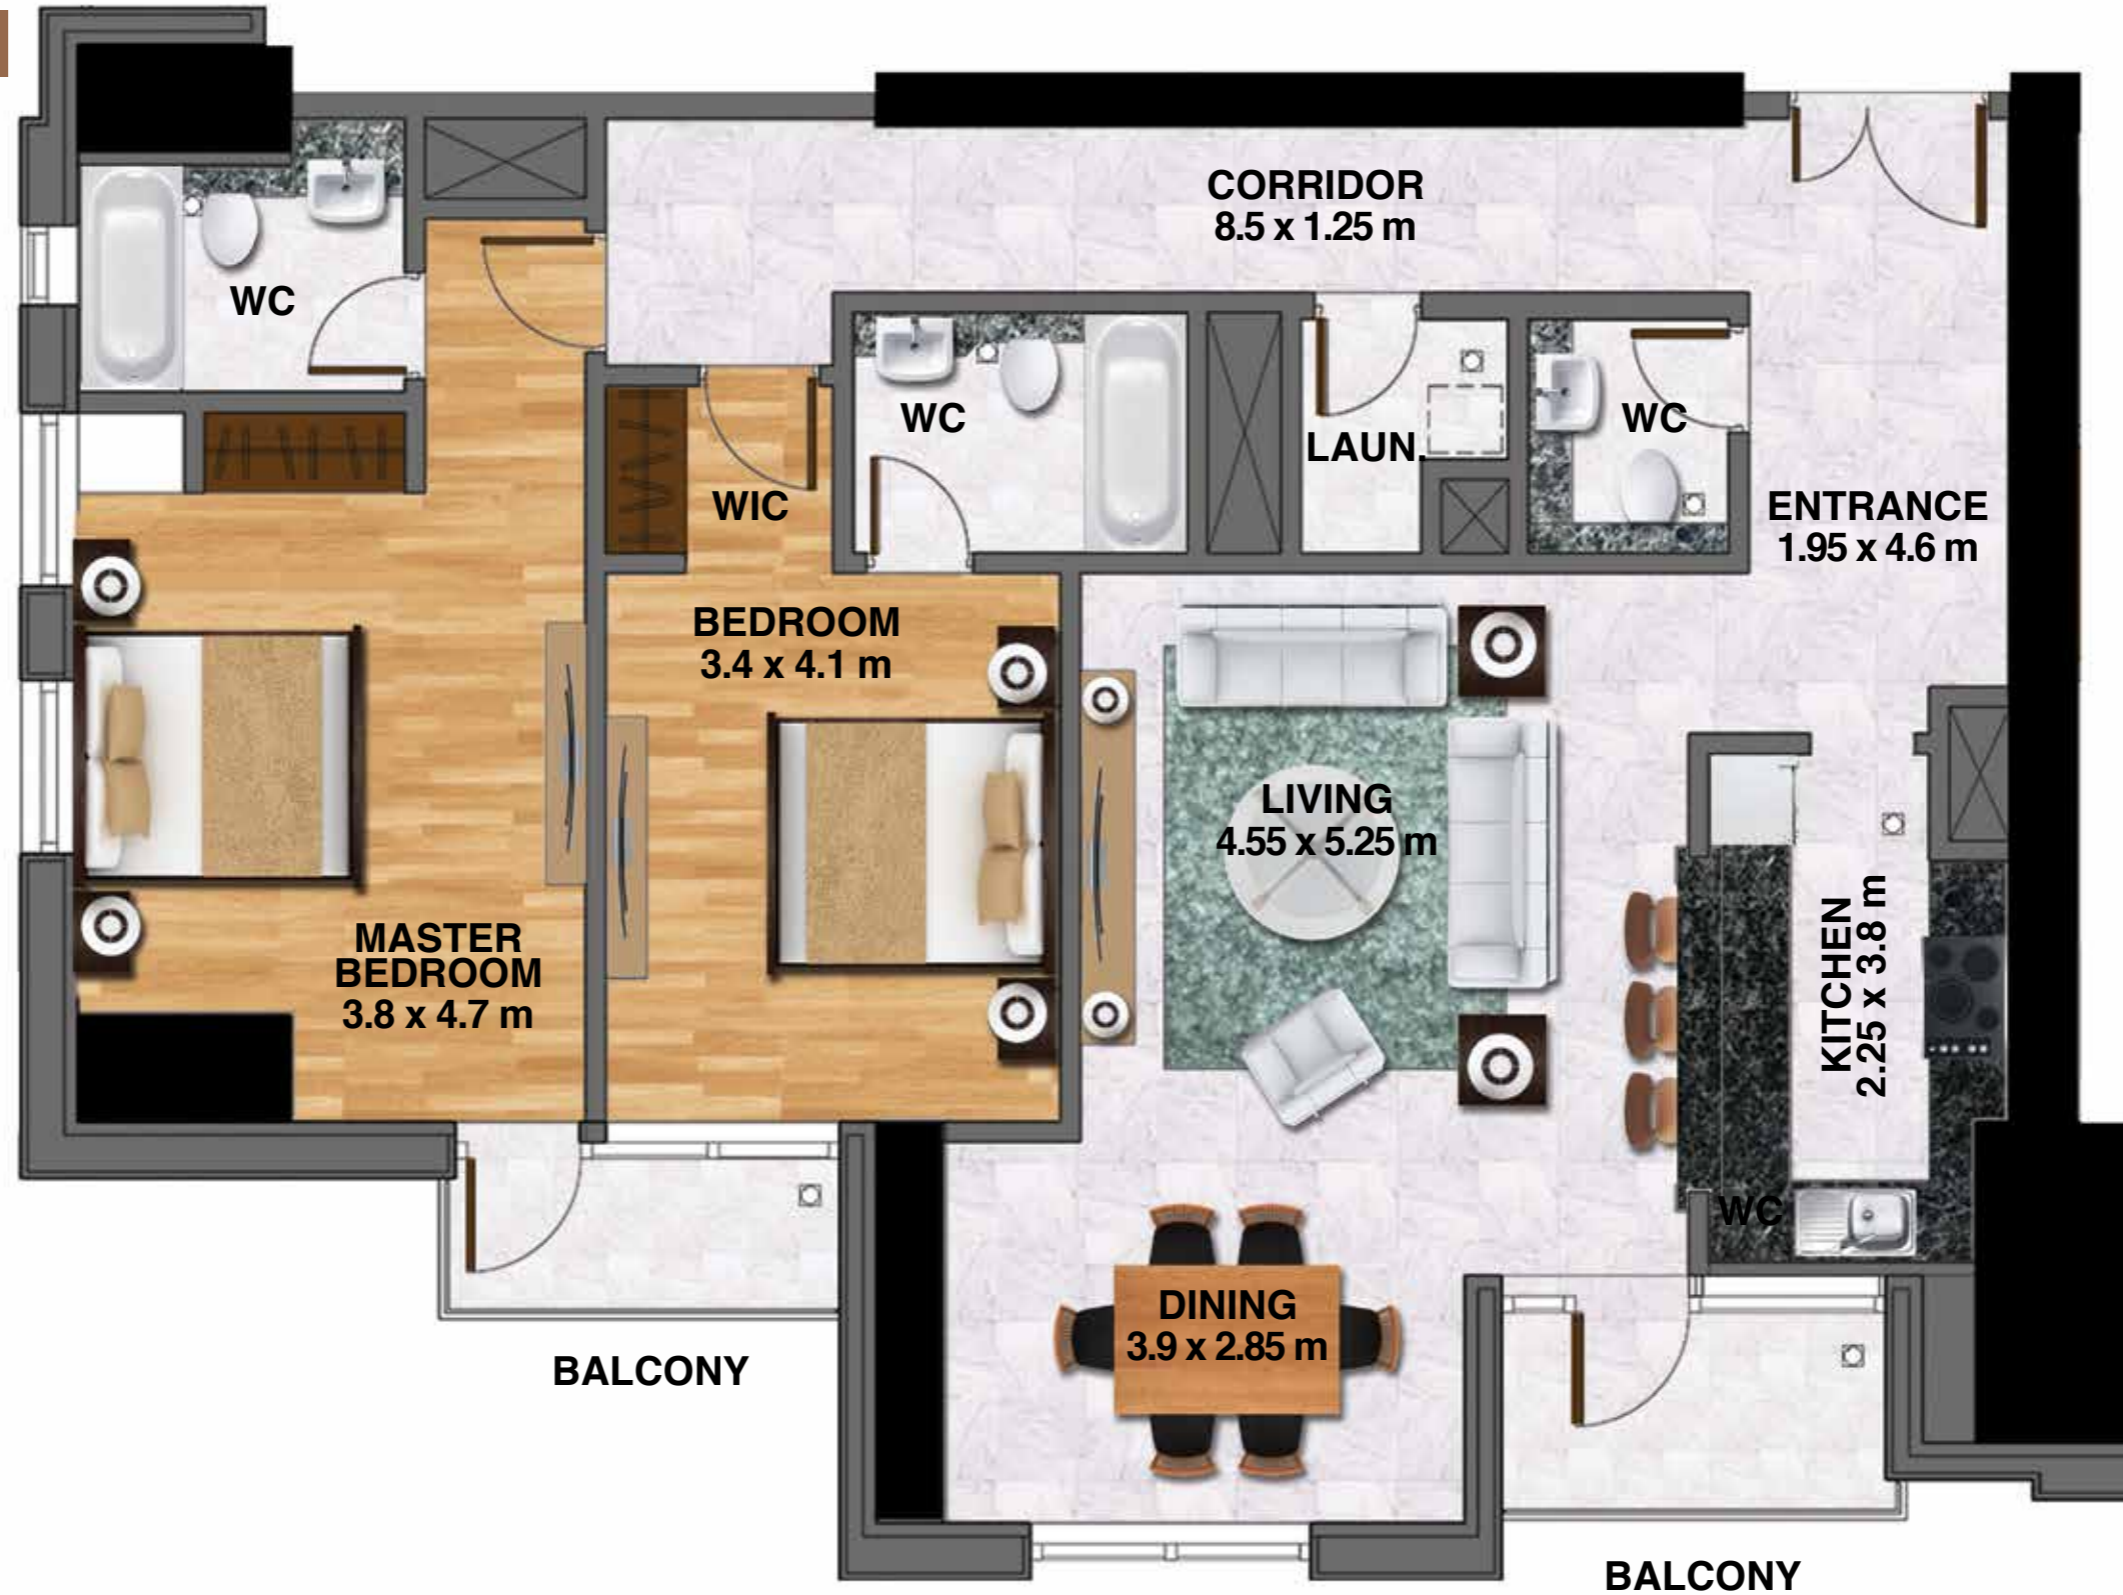 CORRIDOR
8.5 x 1.25 m
WC
WC
LAUN.
WC
WIC
ENTRANCE
1.95 x 4.6 m
BEDROOM
3.4 x 4.1 m
LIVING
4.55 x 5.25 m
MASTER
BEDROOM
3.8 x 4.7 m
KITCHEN
2.25 x 3.8 m
WC
DINING
3.9 x 2.85 m
BALCONY
BALCONY